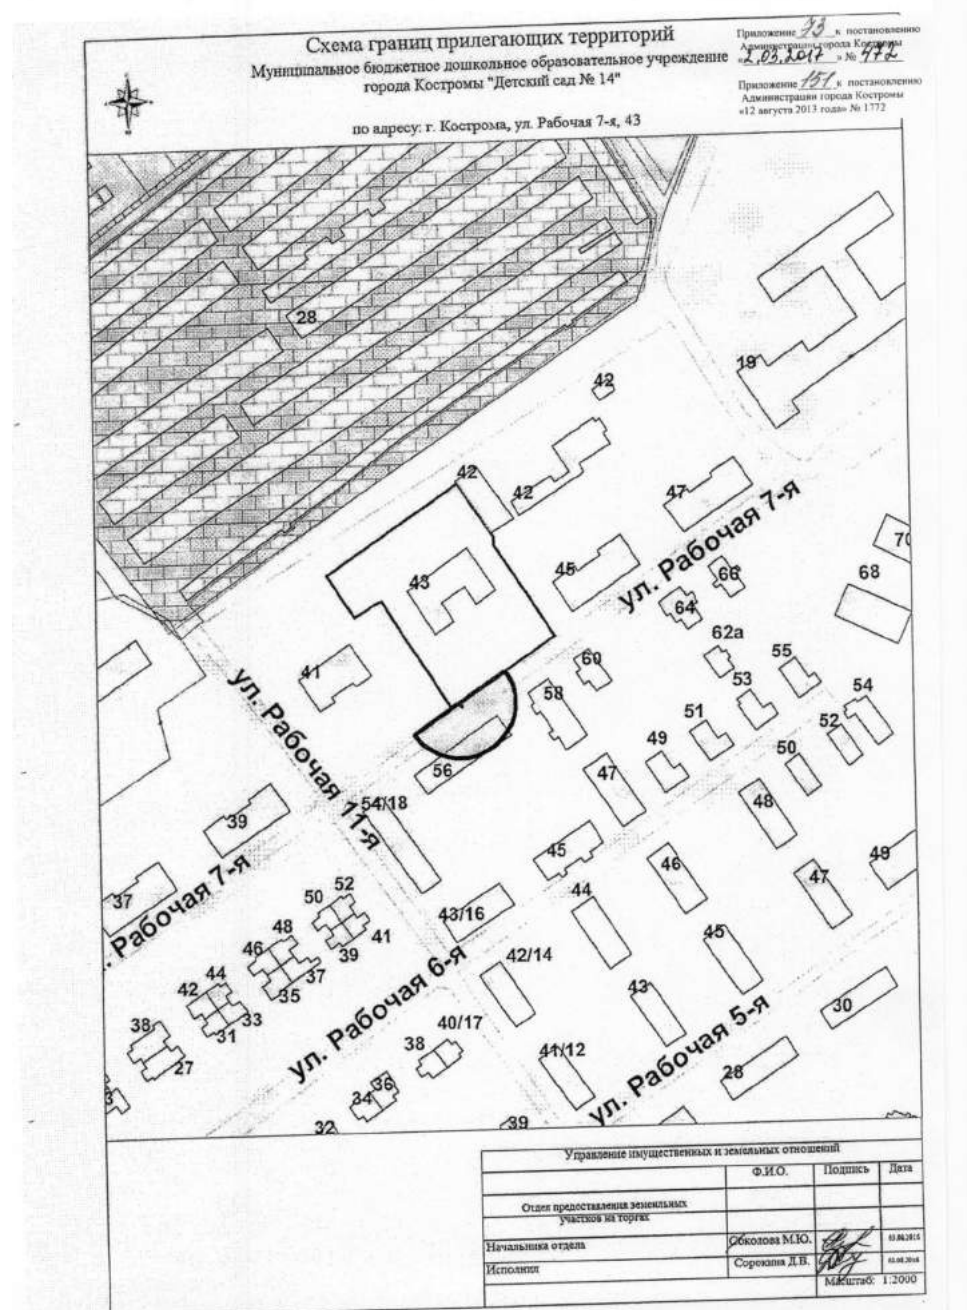 Схема границ прилегающих территорий
Муниципальное бюджетное дошкольное образовательное учреждение
города Костромы "Детский сад № 14"
по адресу: г. Кострома, ул. Рабочая 7-я, 43
Приложение 73 к постановлению
Администрации города Костромы
«2.03.2017 » № 472
Приложение 151 к постановлению
Администрации города Костромы
«12 августа 2013 года» № 1772
28
19
42
42
42
47
ул. Рабочая 7-я
45
43
70
68
66
64
62а
41
60
58
55
53
54
52
51
50
49
47
48
ул. Рабочая 11-я
56
54/18
39
45
46
44
49
47
37
. Рабочая 7-я
52
50
41
39
43/16
48
46
37
35
45
42/14
44
42
33
31
ул. Рабочая 6-я
43
30
40/17
38
38
27
41/12
ул. Рабочая 5-я
28
36
34
3
32
39
Управление имущественных и земельных отношений
Ф.И.О. Подпись Дата
Отдел предоставления земельных
участков на торгах
Начальника отдела Соколова М.Ю.
Исполнил Сорокина Д.В.
Масштаб: 1:2000